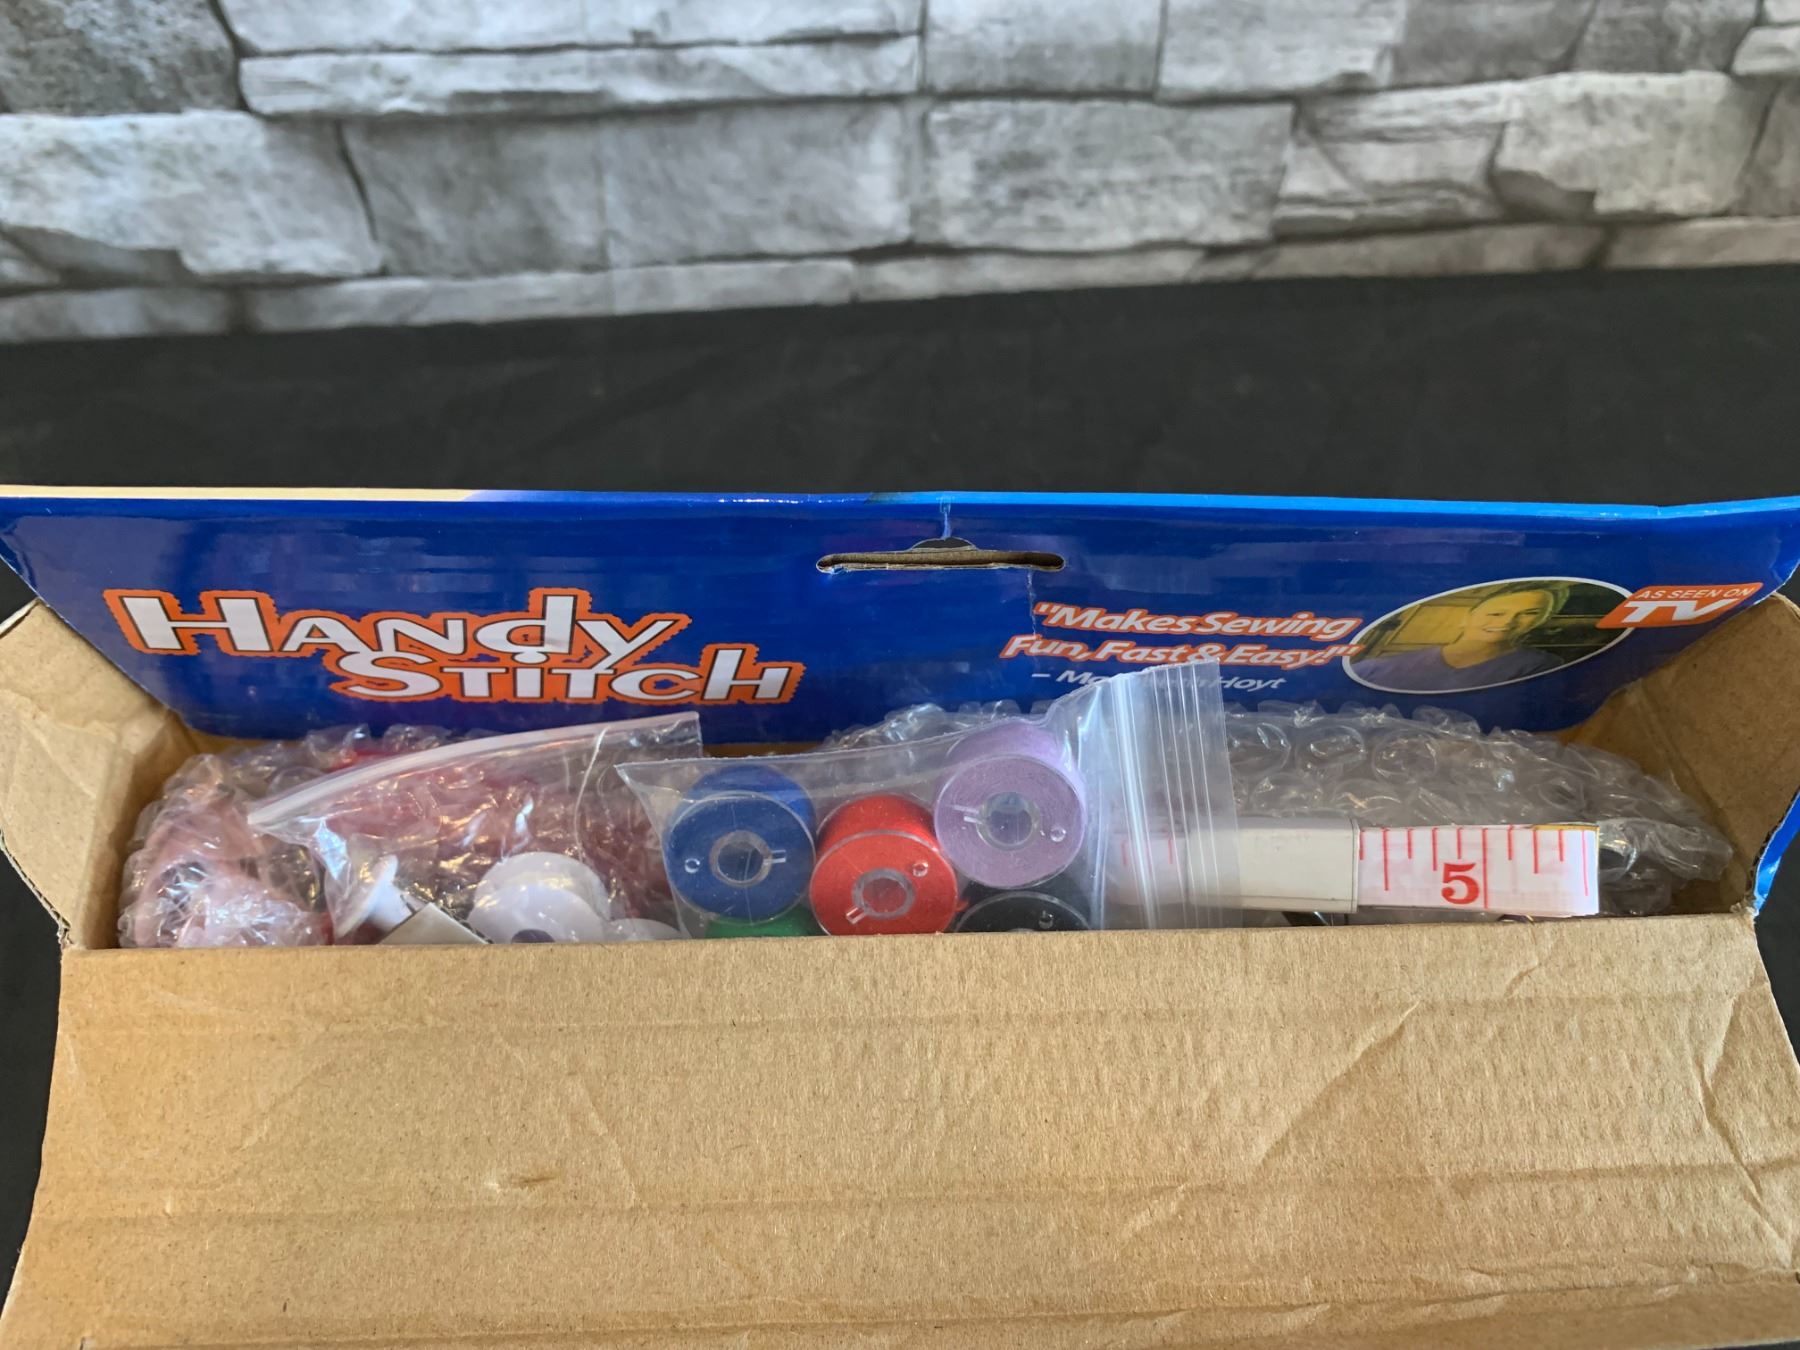 HANDY
STITCH
"Makes Sewing
Fun, Fast & Easy!"
– Hoyt
AS SEEN ON
TV
5